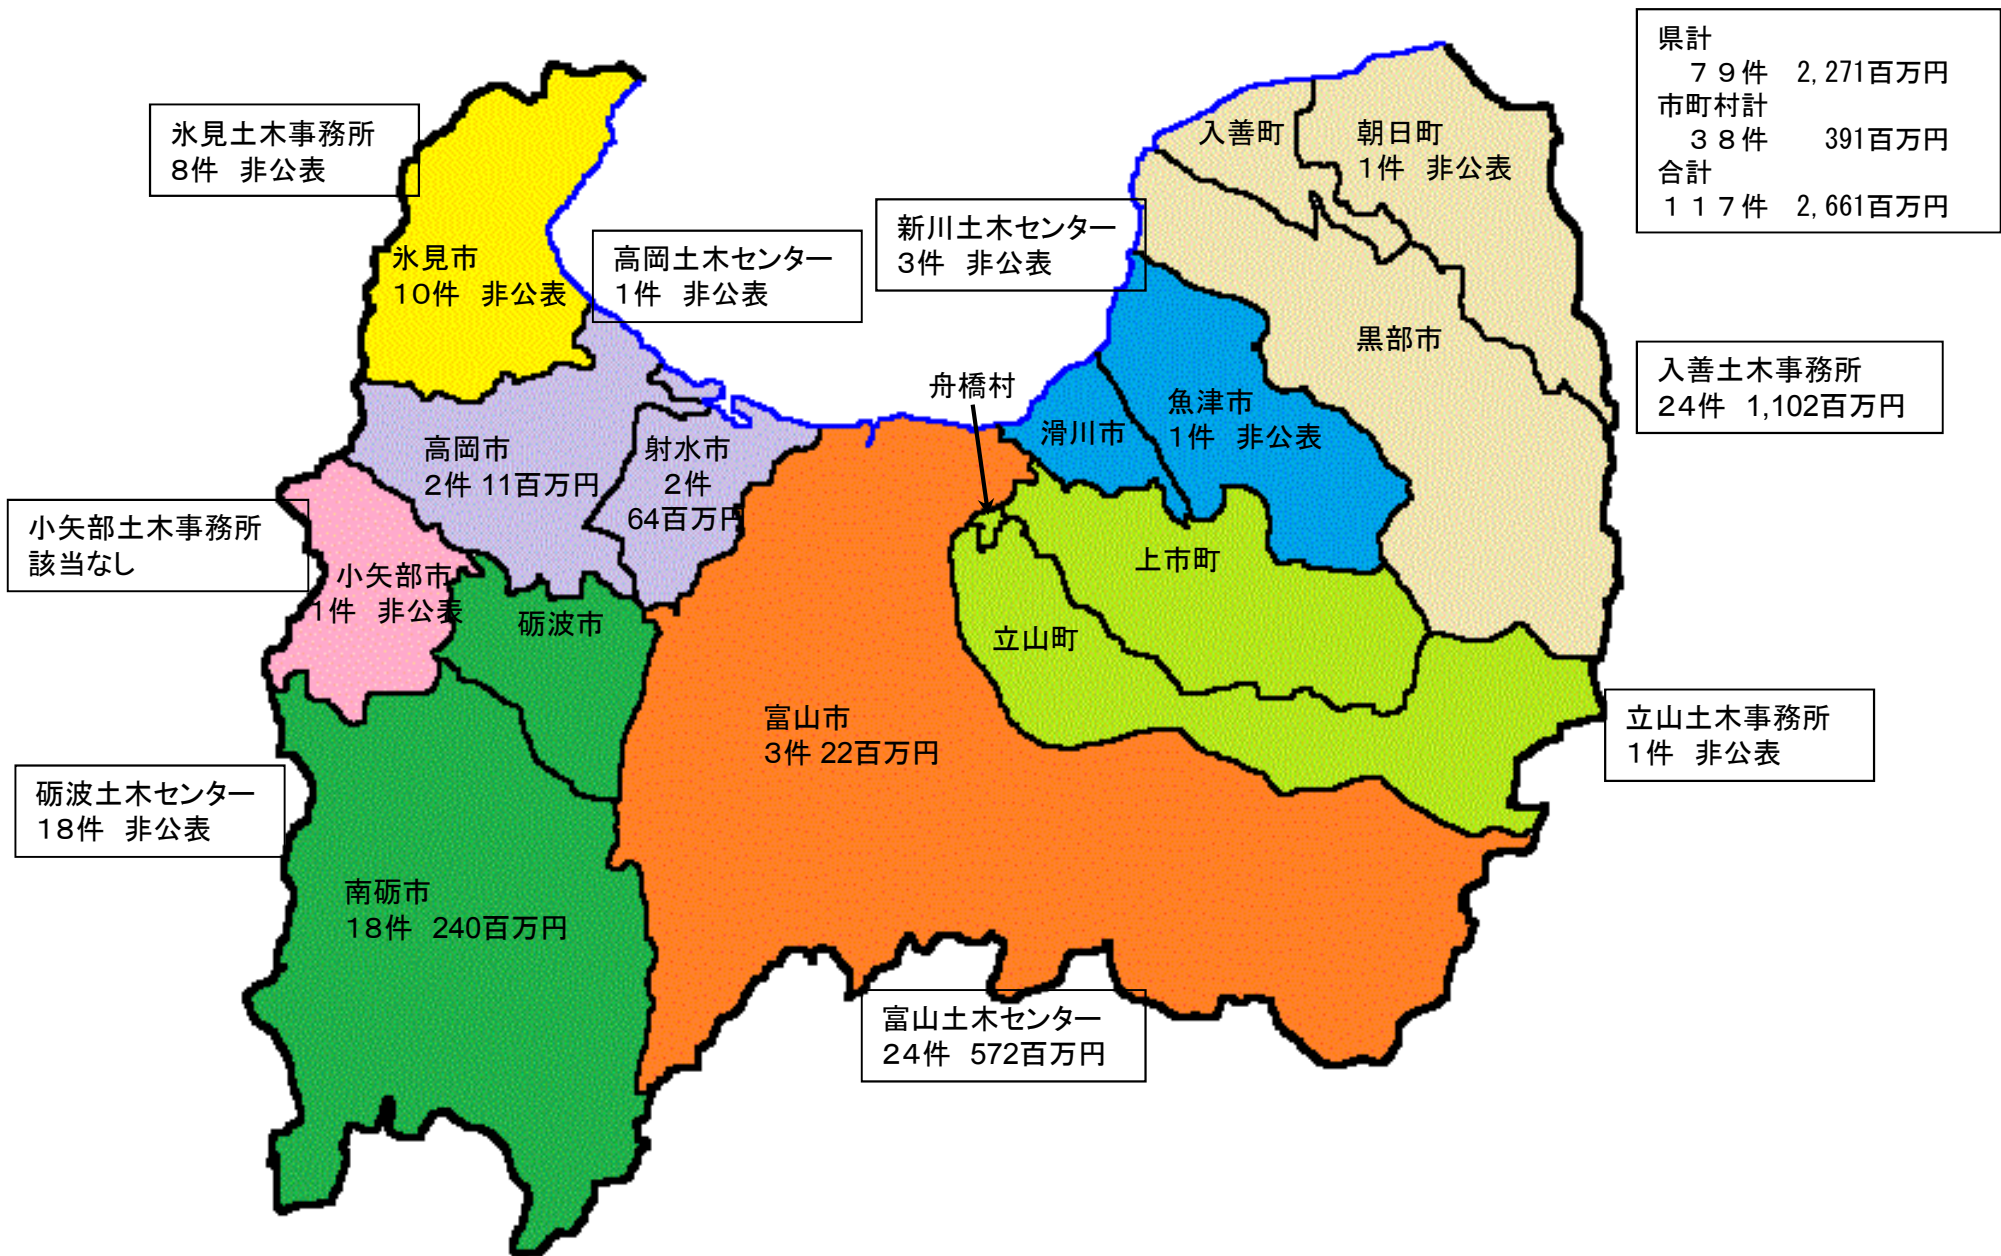 県計
７９件　2,271百万円
市町村計
３８件　391百万円
合計
１１７件　2,661百万円
氷見土木事務所
8件　非公表
入善町
朝日町
1件　非公表
新川土木センター
3件　非公表
高岡土木センター
1件　非公表
氷見市
10件　非公表
黒部市
入善土木事務所
24件　1,102百万円
舟橋村
魚津市
1件　非公表
滑川市
高岡市
2件 11百万円
射水市
2件
64百万円
小矢部土木事務所
該当なし
小矢部市
1件　非公表
砺波市
上市町
立山町
富山市
3件 22百万円
立山土木事務所
1件　非公表
砺波土木センター
18件　非公表
南砺市
18件　240百万円
富山土木センター
24件　572百万円